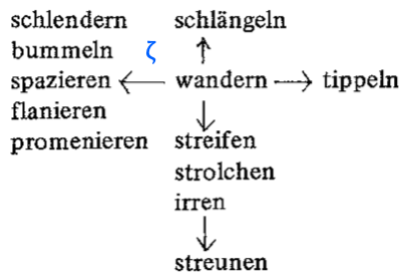 schlendern schlängeln
bummeln ζ
spazieren wandern tippeln
flanieren
promenieren streifen
strolchen
irren
streunen